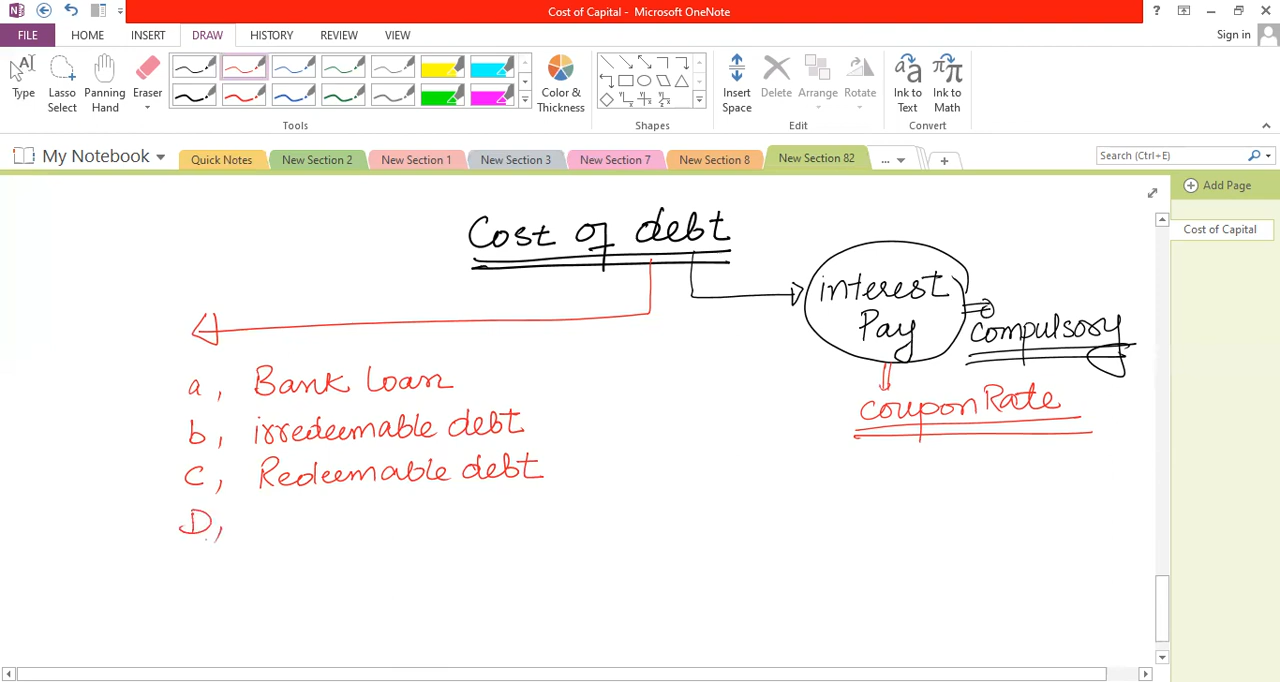 Cost of Capital - Microsoft OneNote
FILE HOME INSERT DRAW HISTORY REVIEW VIEW Sign in
Type Lasso Select Panning Hand Eraser Color & Thickness Insert Space Delete Arrange Rotate Ink to Text Ink to Math
Tools Shapes Edit Convert
My Notebook Quick Notes New Section 2 New Section 1 New Section 3 New Section 7 New Section 8 New Section 82 ... Search (Ctrl+E)
Add Page
Cost of Capital
Cost of debt
interest
Pay
compulsory
coupon Rate
a, Bank loan
b, irredeemable debt
C, Redeemable debt
D,